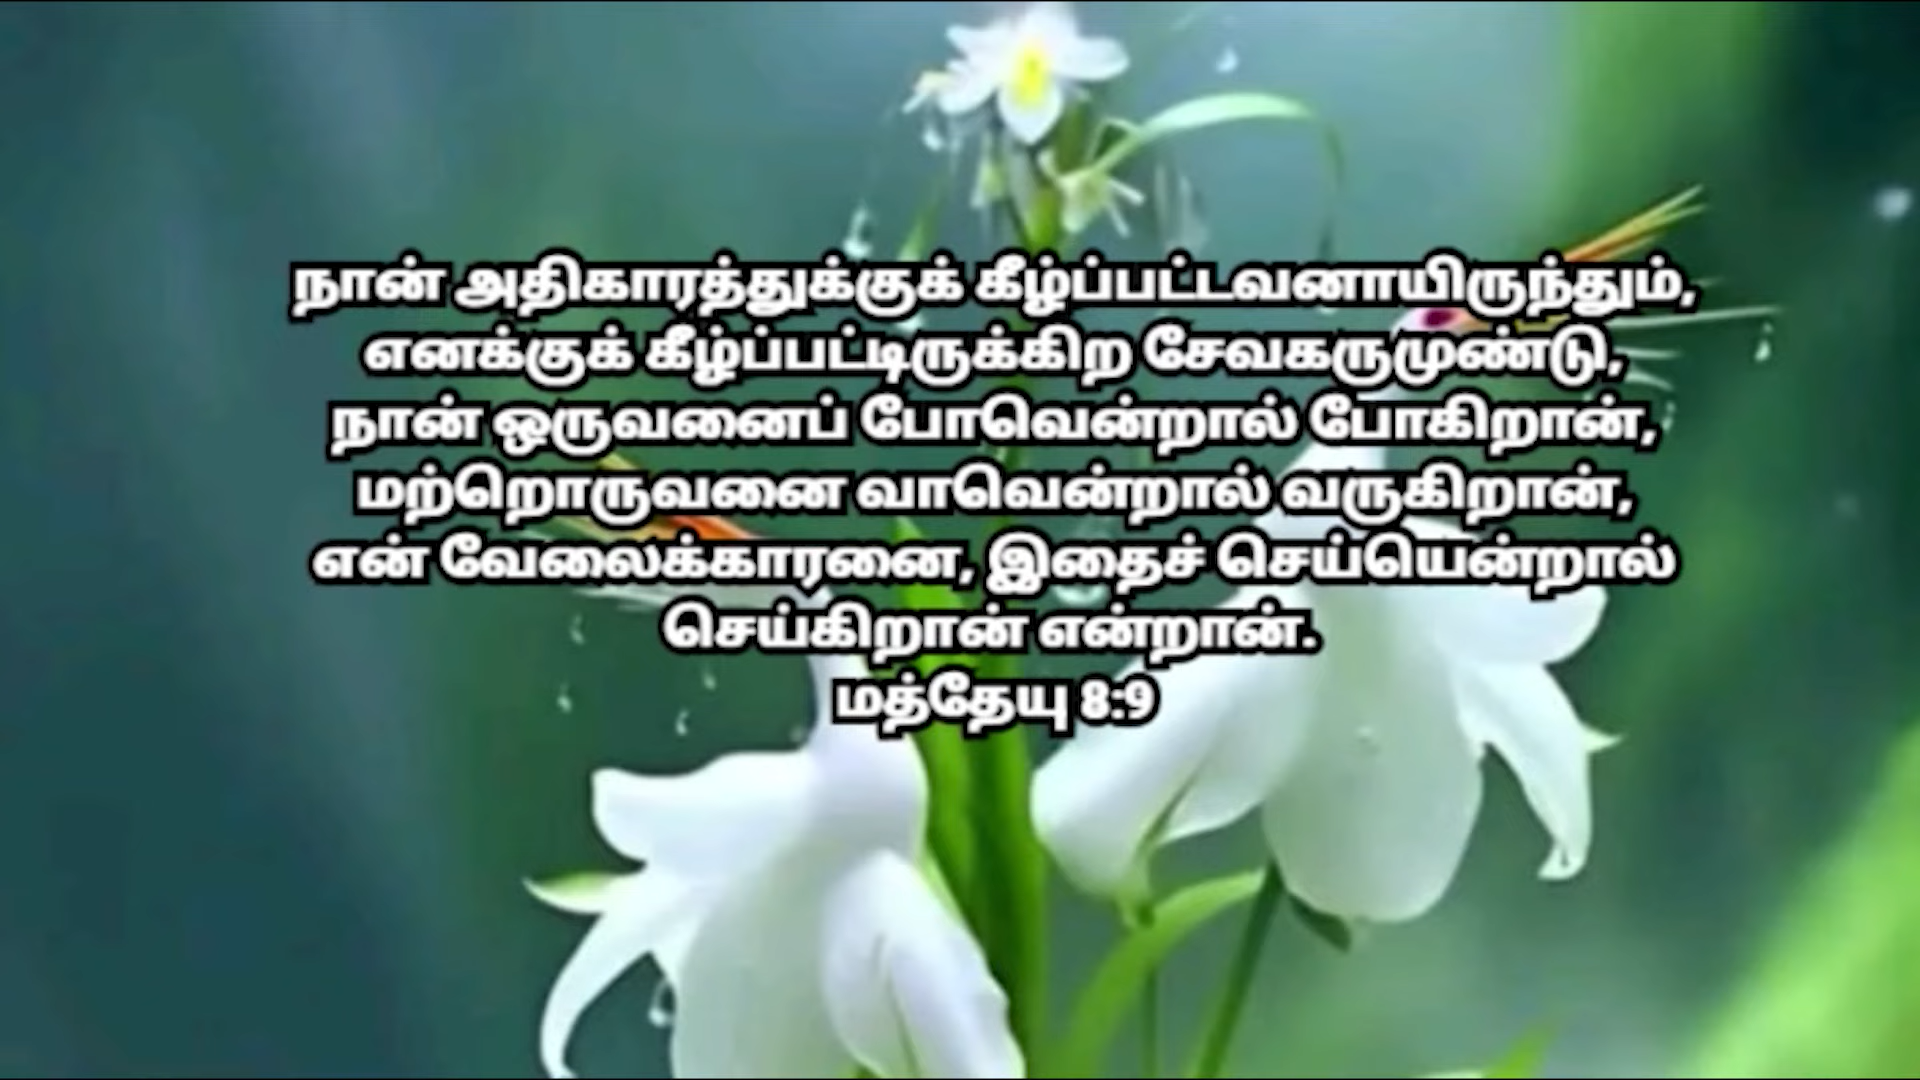 நான் அதிகாரத்துக்குக் கீழ்ப்பட்டவனாயிருந்தும்,
எனக்குக் கீழ்ப்பட்டிருக்கிற சேவகருமுண்டு,
நான் ஒருவனைப் போவென்றால் போகிறான்,
மற்றொருவனை வாவென்றால் வருகிறான்,
என் வேலைக்காரனை, இதைச் செய்யென்றால்
செய்கிறான் என்றான்.
மத்தேயு 8:9